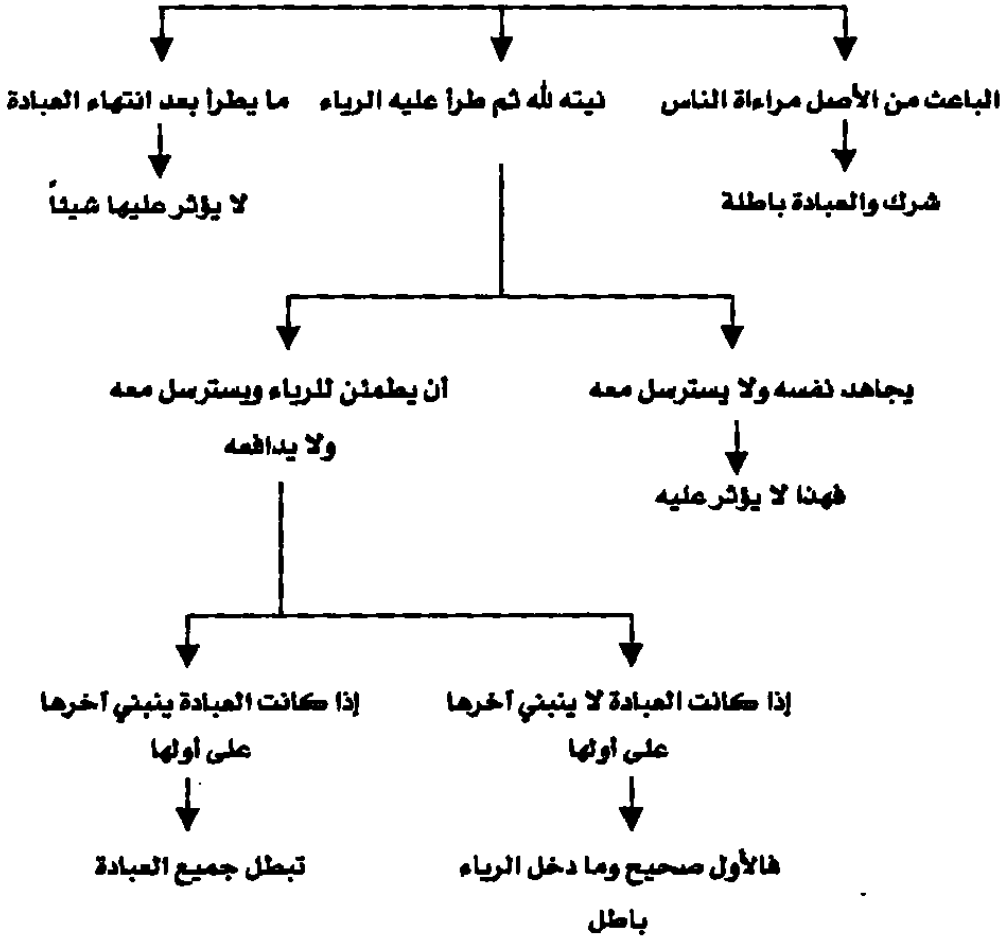 الباعث من الأصل مراءاة الناس
نيته لله ثم طرأ عليه الرياء
ما يطرأ بعد انتهاء العبادة
شرك والعبادة باطلة
لا يؤثر عليها شيئاً
يجاهد نفسه ولا يسترسل معه
أن يطمئن للرياء ويسترسل معه
ولا يدافعه
فهذا لا يؤثر عليه
إذا كانت العبادة لا ينبني آخرها
على أولها
إذا كانت العبادة ينبني آخرها
على أولها
فالأول صحيح وما دخل الرياء
باطل
تبطل جميع العبادة